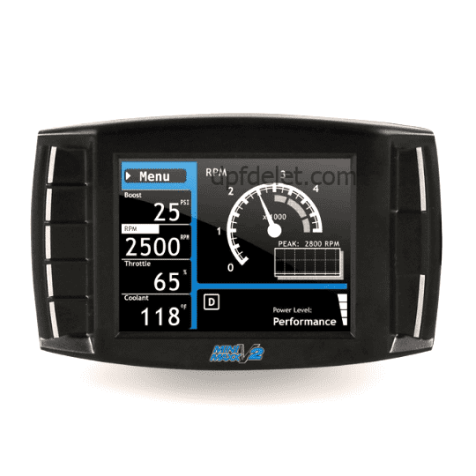 Menu
RPM
dpfdelet.com
Boost
25 PSI
RPM
2500 RPM
Throttle
65 %
Coolant
118 °F
0
1
2
3
4
x1000
PEAK: 2800 RPM
D
Power Level:
Performance